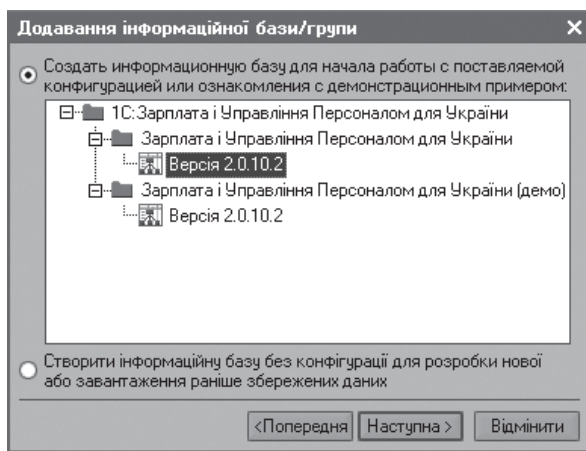 Додавання інформаційної бази/групи
Создать информационную базу для начала работы с поставляемой
конфигурацией или ознакомления с демонстрационным примером:
1С:Зарплата і Управління Персоналом для України
Зарплата і Управління Персоналом для України
Версія 2.0.10.2
Зарплата і Управління Персоналом для України (демо)
Версія 2.0.10.2
Створити інформаційну базу без конфігурації для розробки нової
або завантаження раніше збережених даних
<Попередня Наступна > Відмінити